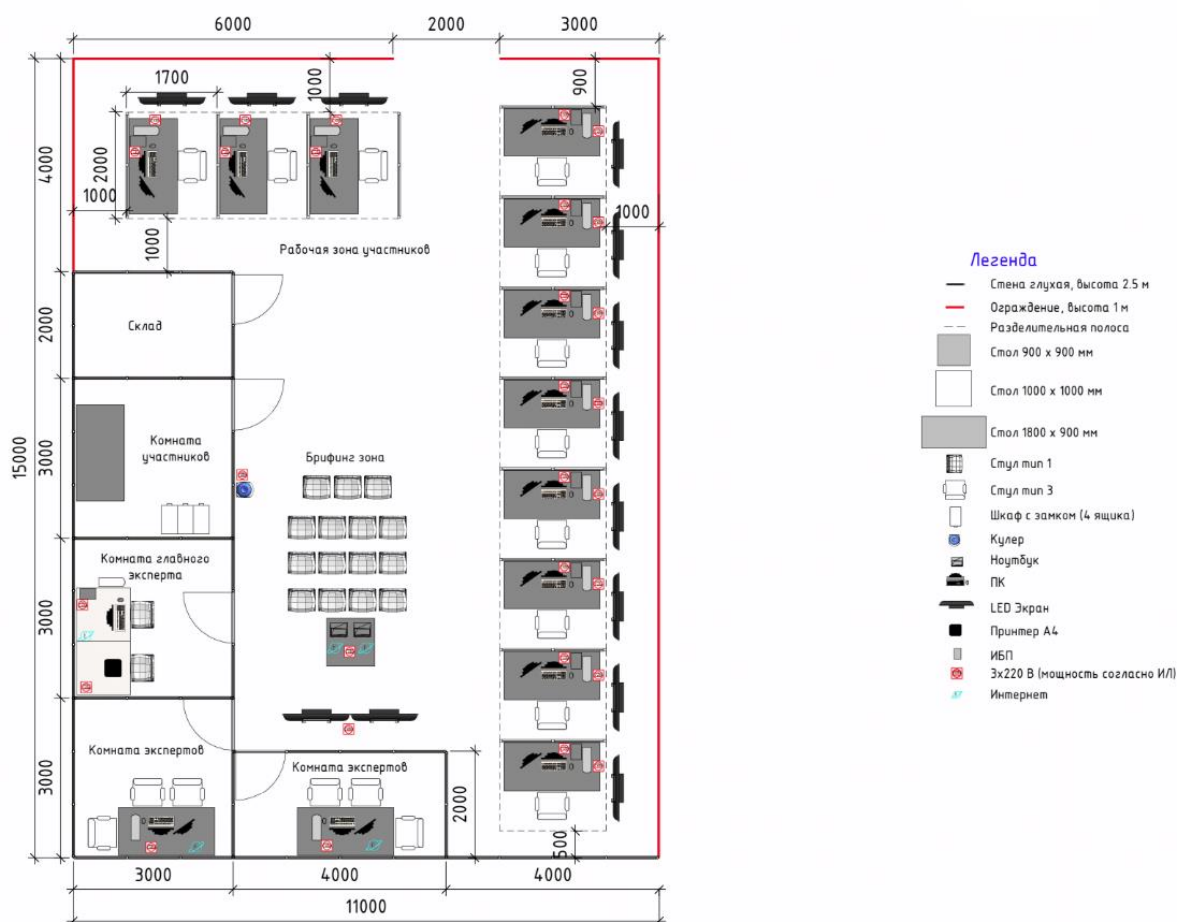 6000
2000
3000
1700
1000
900
4000
2000
1000
1000
1000
Рабочая зона участников
Склад
2000
15000
3000
Комната
участников
Брифинг зона
Комната главного
эксперта
3000
Комната экспертов
Комната экспертов
3000
2000
500
3000
4000
4000
11000
Легенда
Стена глухая, высота 2.5 м
Ограждение, высота 1 м
Разделительная полоса
Стол 900 х 900 мм
Стол 1000 х 1000 мм
Стол 1800 х 900 мм
Стул тип 1
Стул тип 3
Шкаф с замком (4 ящика)
Кулер
Ноутбук
ПК
LED Экран
Принтер А4
ИБП
3х220 В (мощность согласно ИЛ)
Интернет